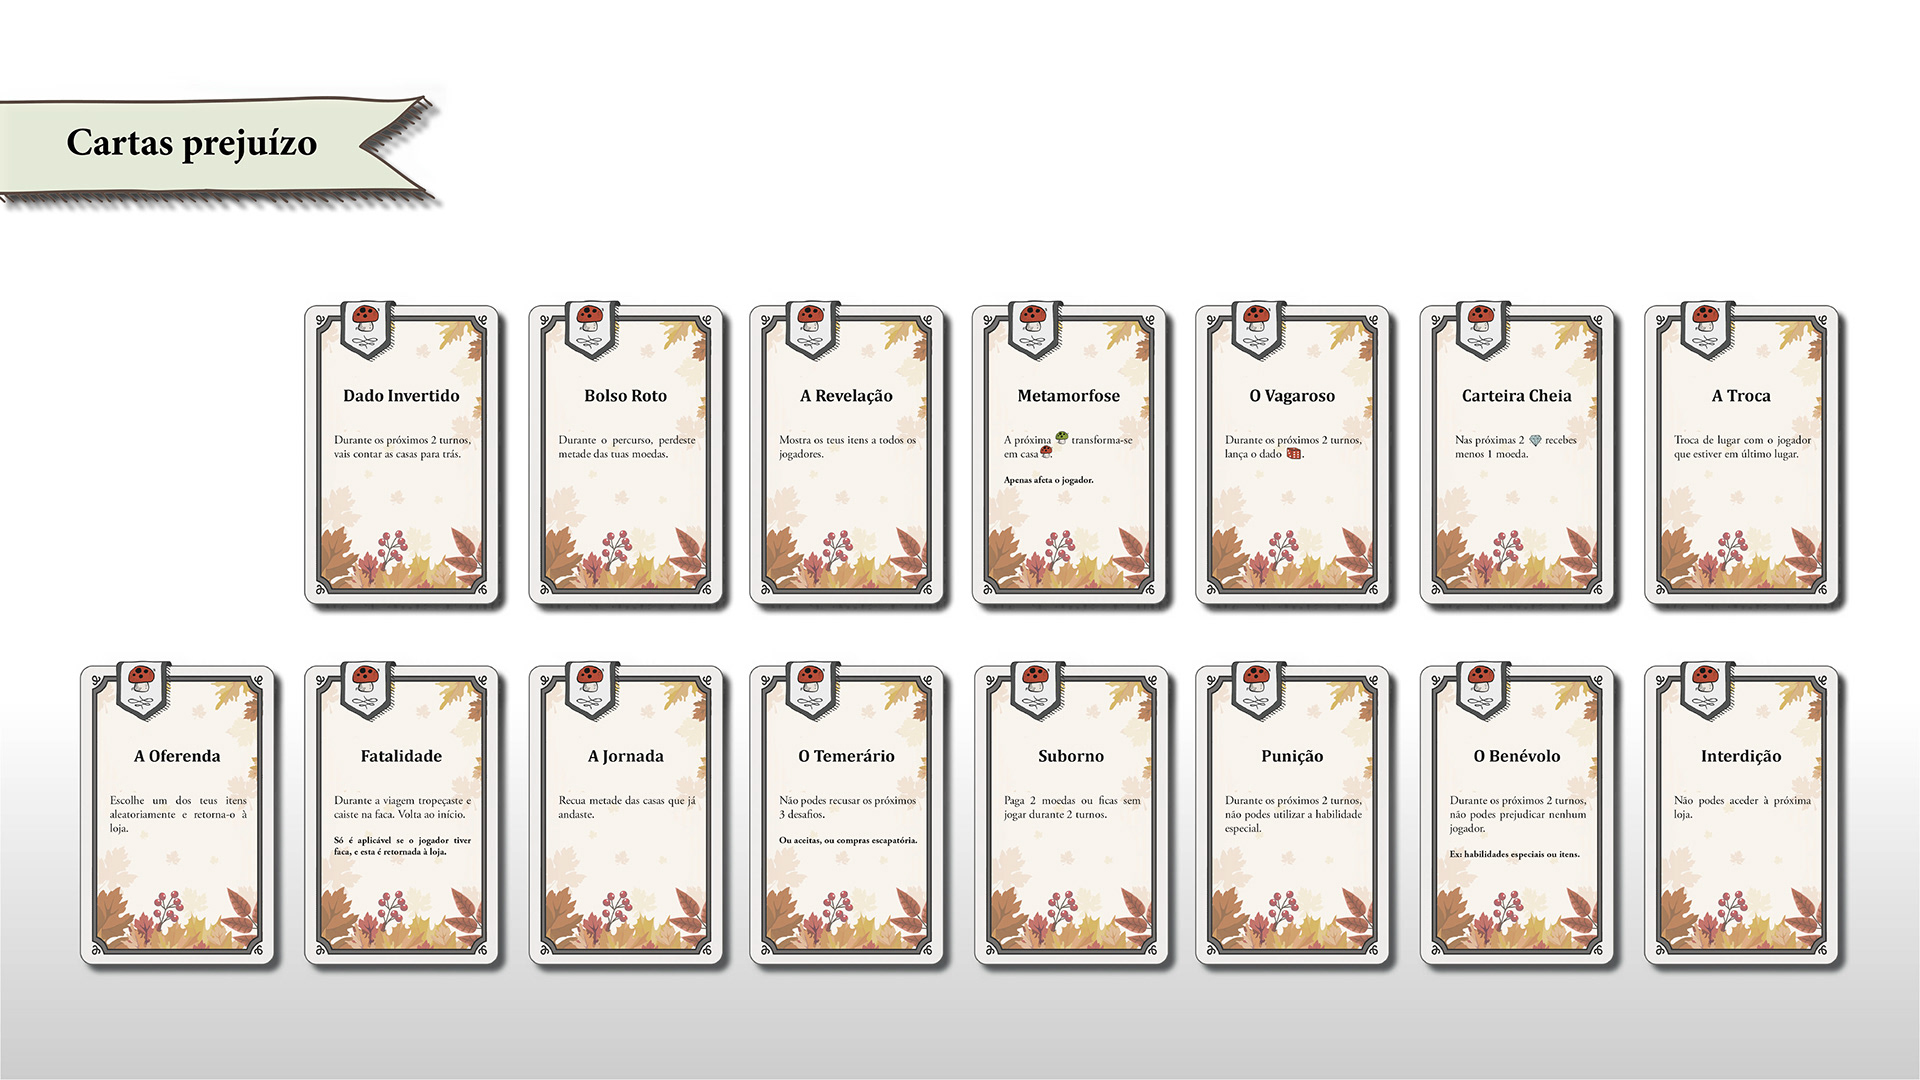 Cartas prejuízo
Dado Invertido
Durante os próximos 2 turnos,
vais contar as casas para trás.
Bolso Roto
Durante o percurso, perdeste
metade das tuas moedas.
A Revelação
Mostra os teus itens a todos os
jogadores.
Metamorfose
A próxima transforma-se
em casa .
Apenas afeta o jogador.
O Vagaroso
Durante os próximos 2 turnos,
lança o dado .
Carteira Cheia
Nas próximas 2 recebes
menos 1 moeda.
A Troca
Troca de lugar com o jogador
que estiver em último lugar.
A Oferenda
Escolhe um dos teus itens
aleatoriamente e retorna-o à
loja.
Fatalidade
Durante a viagem tropeçaste e
caiste na faca. Volta ao início.
Só é aplicável se o jogador tiver
faca, e esta é retornada à loja.
A Jornada
Recua metade das casas que já
andaste.
O Temerário
Não podes recusar os próximos
3 desafios.
Ou aceitas, ou compras escapatória.
Suborno
Paga 2 moedas ou ficas sem
jogar durante 2 turnos.
Punição
Durante os próximos 2 turnos,
não podes utilizar a habilidade
especial.
O Benévolo
Durante os próximos 2 turnos,
não podes prejudicar nenhum
jogador.
Ex: habilidades especiais ou itens.
Interdição
Não podes aceder à próxima
loja.